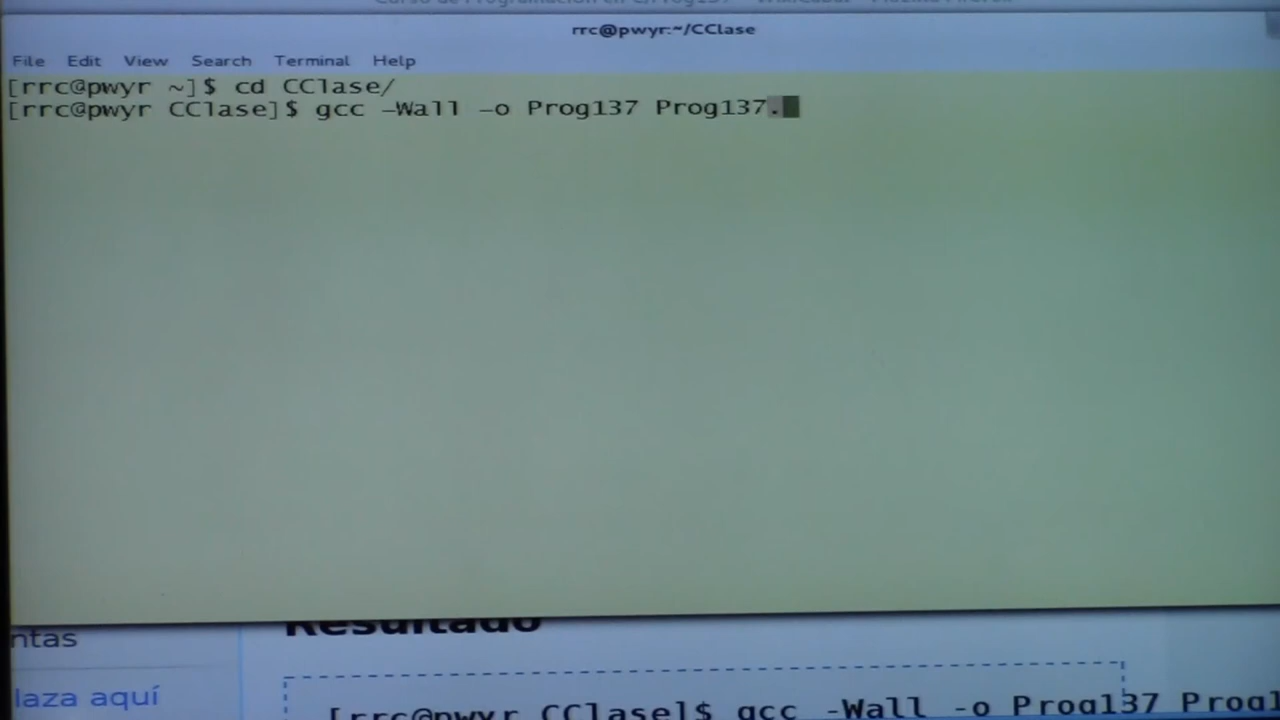 rrc@pwyr:~/CClase
File Edit View Search Terminal Help
[rrc@pwyr ~]$ cd CClase/
[rrc@pwyr CClase]$ gcc -Wall -o Prog137 Prog137.
Resultado
ntas
laza aquí
[rrc@pwyr CClase]$ gcc -Wall -o Prog137 Prog1